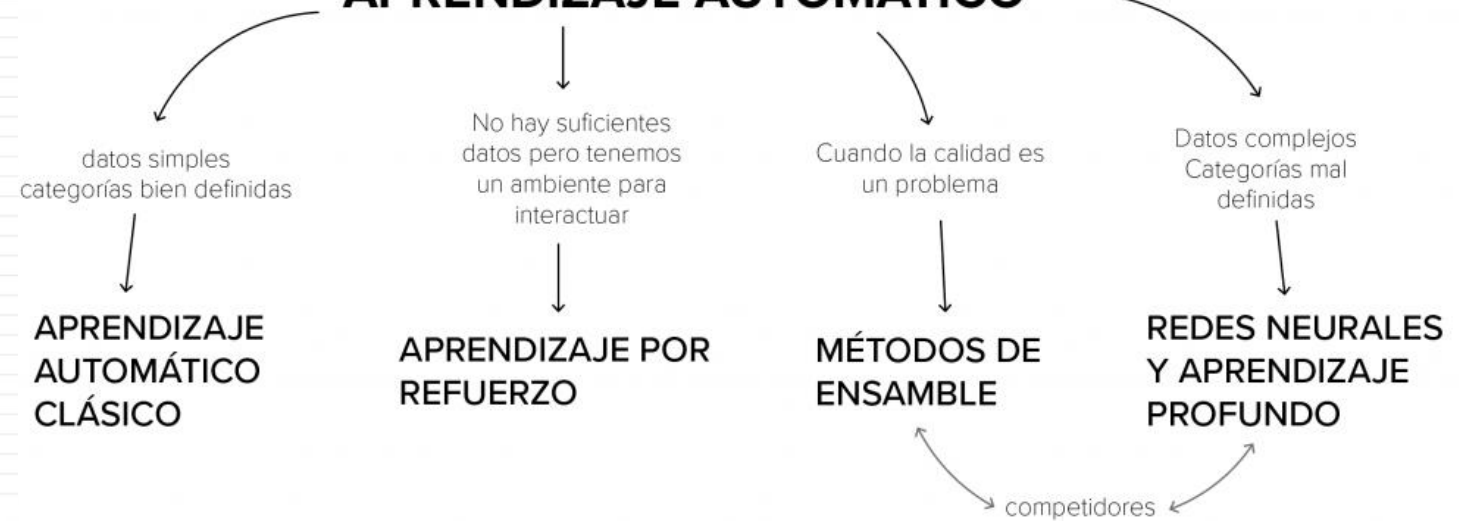 APRENDIZAJE AUTOMÁTICO
datos simples
categorías bien definidas
No hay suficientes
datos pero tenemos
un ambiente para
interactuar
Cuando la calidad es
un problema
Datos complejos
Categorías mal
definidas
APRENDIZAJE
AUTOMÁTICO
CLÁSICO
APRENDIZAJE POR
REFUERZO
MÉTODOS DE
ENSAMBLE
REDES NEURALES
Y APRENDIZAJE
PROFUNDO
competidores